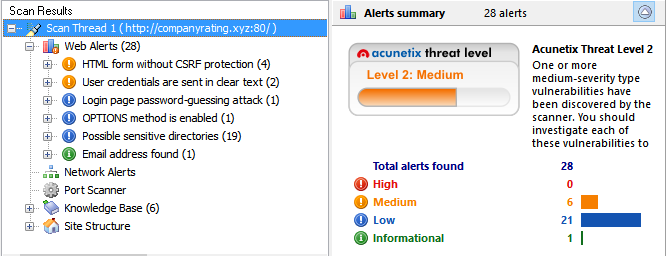 Scan Results
Scan Thread 1 ( http://companyrating.xyz:80/ )
Web Alerts (28)
HTML form without CSRF protection (4)
User credentials are sent in clear text (2)
Login page password-guessing attack (1)
OPTIONS method is enabled (1)
Possible sensitive directories (19)
Email address found (1)
Network Alerts
Port Scanner
Knowledge Base (6)
Site Structure
Alerts summary 28 alerts
acunetix threat level
Level 2: Medium
Acunetix Threat Level 2
One or more
medium-severity type
vulnerabilities have
been discovered by the
scanner. You should
investigate each of
these vulnerabilities to
Total alerts found 28
High 0
Medium 6
Low 21
Informational 1